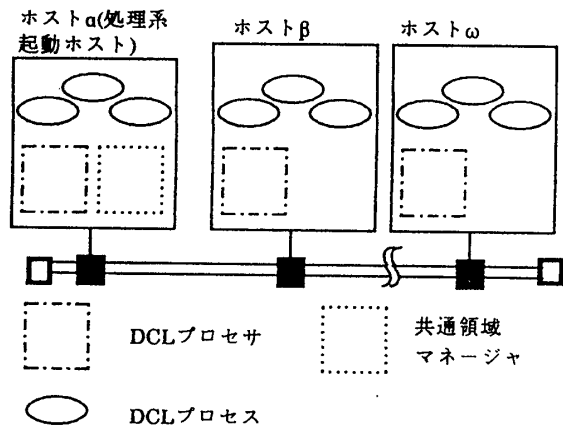 ホストα(処理系
起動ホスト)
ホストβ
ホストω
DCLプロセサ
共通領域
マネージャ
DCLプロセス